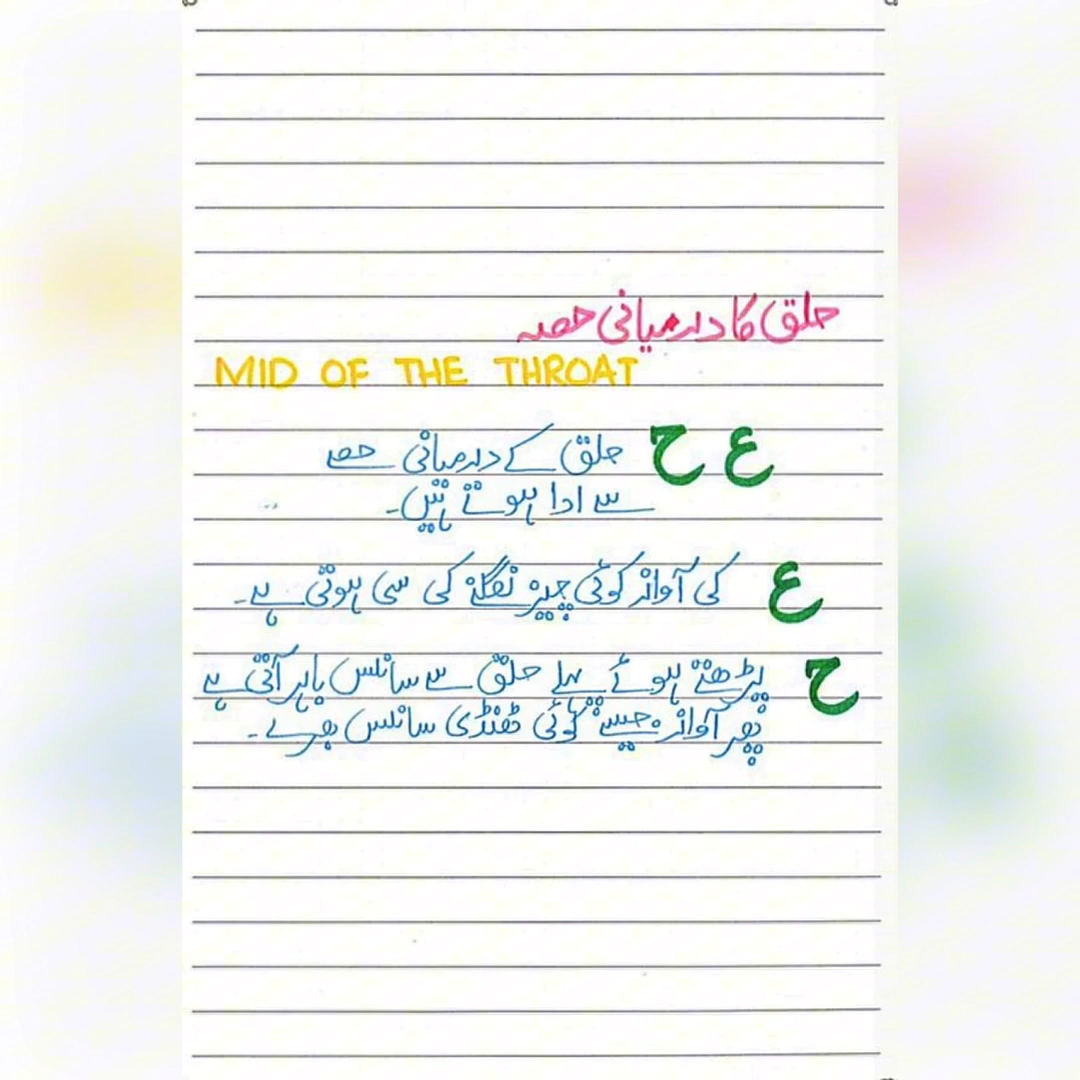 حلق کا درمیانی حصہ
MID OF THE THROAT
ع ح حلق کے درمیانی حصے
سے ادا ہوتے ہیں۔
ع کی آواز کوئی چیز نگلنے کی سی ہوتی ہے۔
ح پڑھتے ہوئے پہلے حلق سے سانس باہر آتی ہے
پھر آواز جیسے کوئی ٹھنڈی سانس بھرے۔